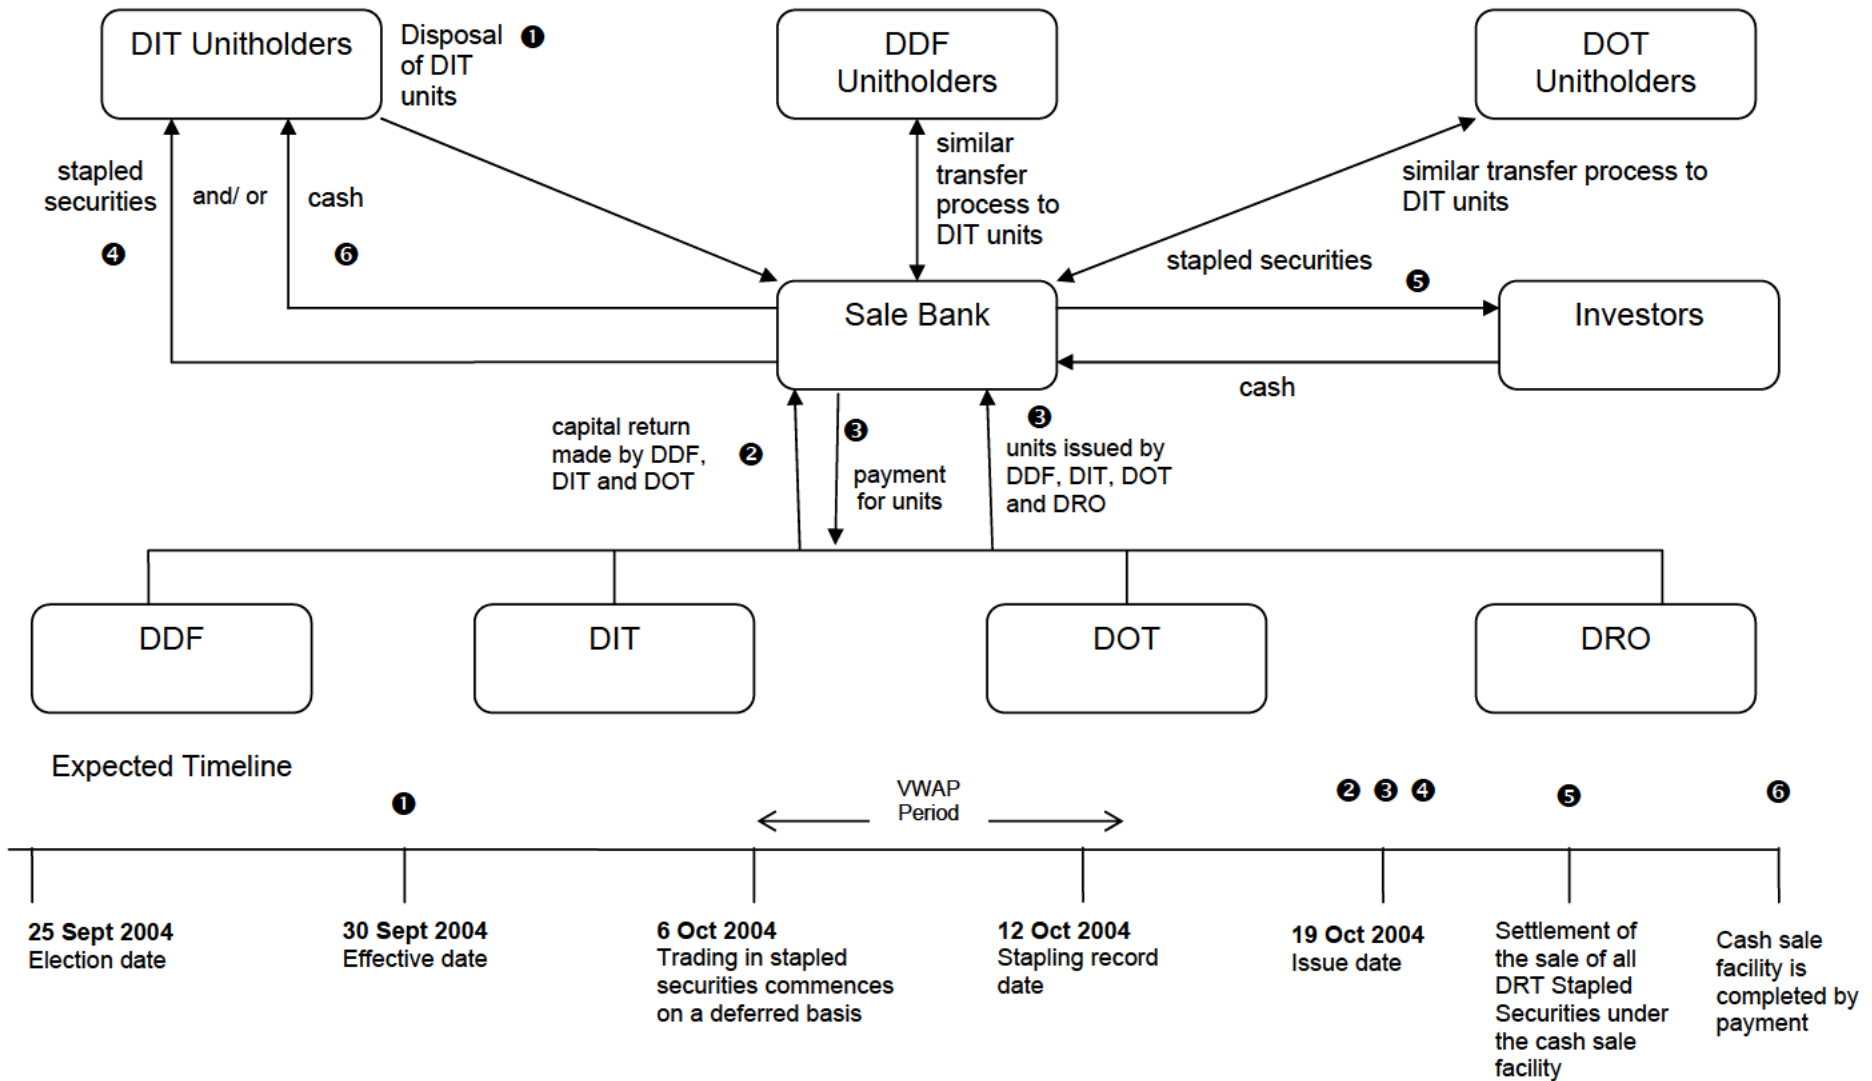 DIT Unitholders
Disposal ❶
of DIT
units
DDF
Unitholders
DOT
Unitholders
stapled
securities
❹
and/ or
cash
❻
similar
transfer
process to
DIT units
similar transfer process to
DIT units
stapled securities
❺
Sale Bank
Investors
cash
capital return
made by DDF,
DIT and DOT
❷
❸
payment
for units
❸
units issued by
DDF, DIT, DOT
and DRO
DDF
DIT
DOT
DRO
Expected Timeline
❶
VWAP
Period
❷ ❸ ❹
❺
❻
25 Sept 2004
Election date
30 Sept 2004
Effective date
6 Oct 2004
Trading in stapled
securities commences
on a deferred basis
12 Oct 2004
Stapling record
date
19 Oct 2004
Issue date
Settlement of
the sale of all
DRT Stapled
Securities under
the cash sale
facility
Cash sale
facility is
completed by
payment